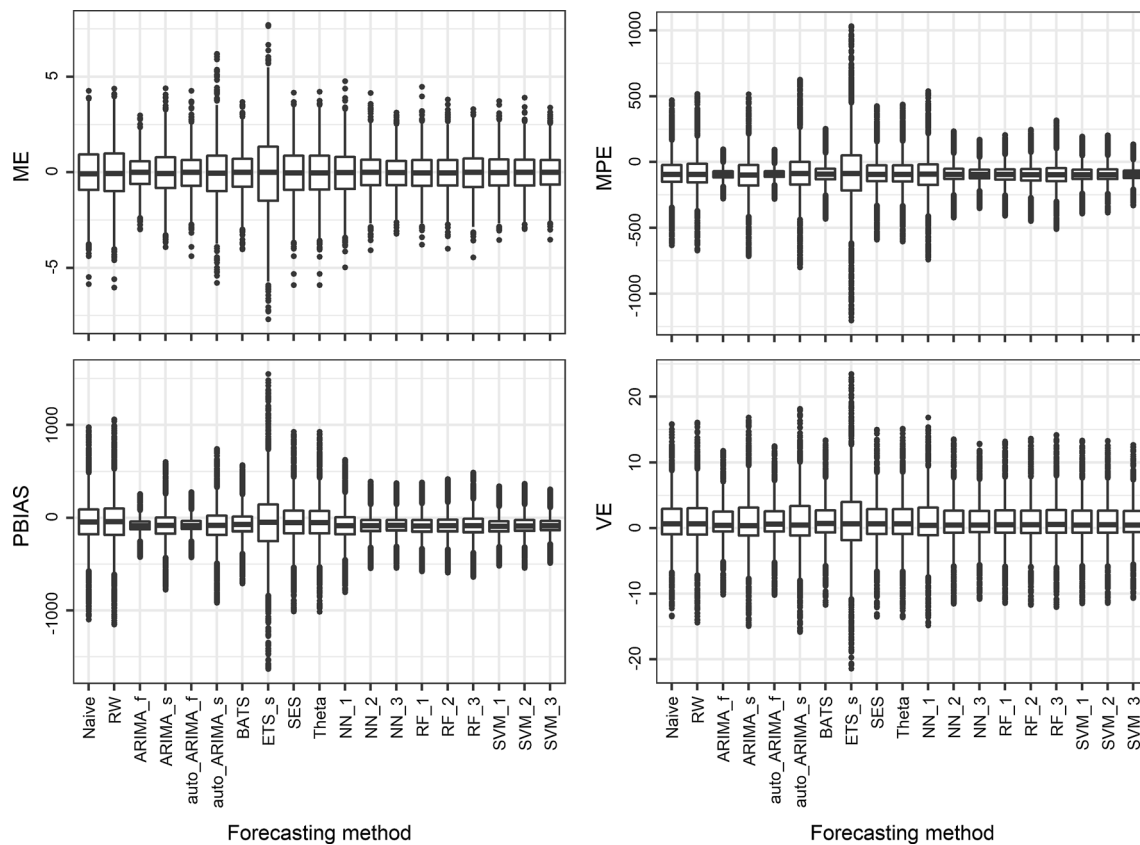 ME
5
0
-5
MPE
1000
500
0
-500
-1000
PBIAS
1000
0
-1000
VE
20
10
0
-10
-20
Naive
RW
ARIMA_f
ARIMA_s
auto_ARIMA_f
auto_ARIMA_s
BATS
ETS_s
SES
Theta
NN_1
NN_2
NN_3
RF_1
RF_2
RF_3
SVM_1
SVM_2
SVM_3
Forecasting method
Naive
RW
ARIMA_f
ARIMA_s
auto_ARIMA_f
auto_ARIMA_s
BATS
ETS_s
SES
Theta
NN_1
NN_2
NN_3
RF_1
RF_2
RF_3
SVM_1
SVM_2
SVM_3
Forecasting method